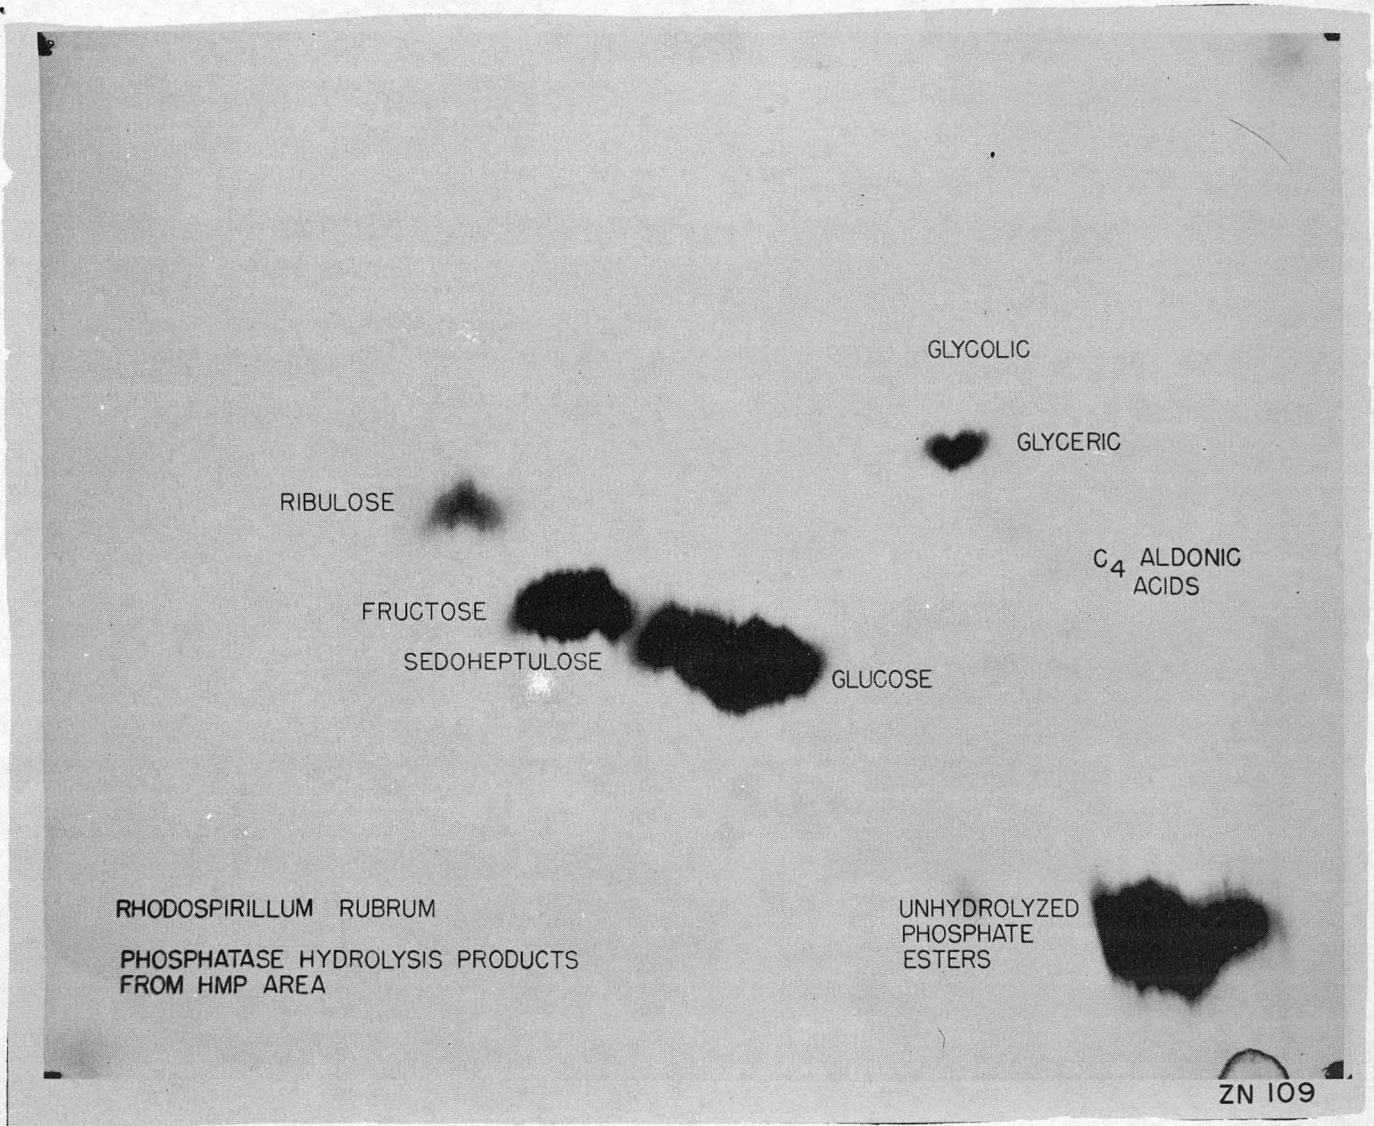 GLYCOLIC
GLYCERIC
RIBULOSE
C4 ALDONIC
ACIDS
FRUCTOSE
SEDOHEPTULOSE
GLUCOSE
RHODOSPIRILLUM RUBRUM
PHOSPHATASE HYDROLYSIS PRODUCTS
FROM HMP AREA
UNHYDROLYZED
PHOSPHATE
ESTERS
ZN 109